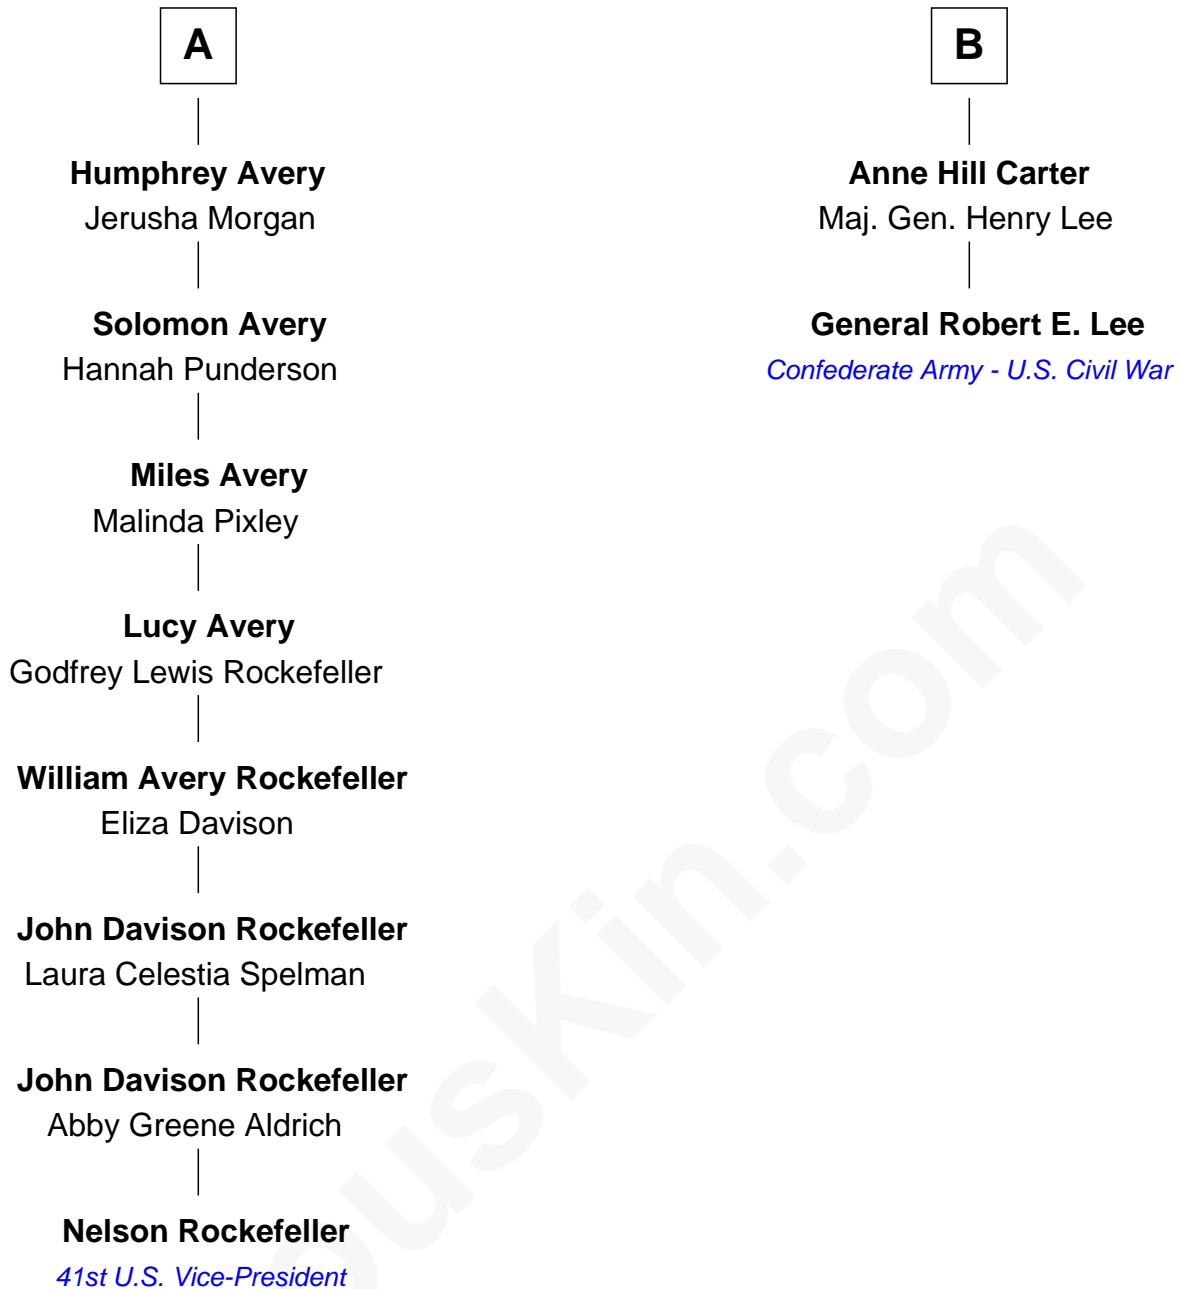 A
Humphrey Avery
Jerusha Morgan
Solomon Avery
Hannah Punderson
Miles Avery
Malinda Pixley
Lucy Avery
Godfrey Lewis Rockefeller
William Avery Rockefeller
Eliza Davison
John Davison Rockefeller
Laura Celestia Spelman
John Davison Rockefeller
Abby Greene Aldrich
Nelson Rockefeller
41st U.S. Vice-President
B
Anne Hill Carter
Maj. Gen. Henry Lee
General Robert E. Lee
Confederate Army - U.S. Civil War
ousKin.com